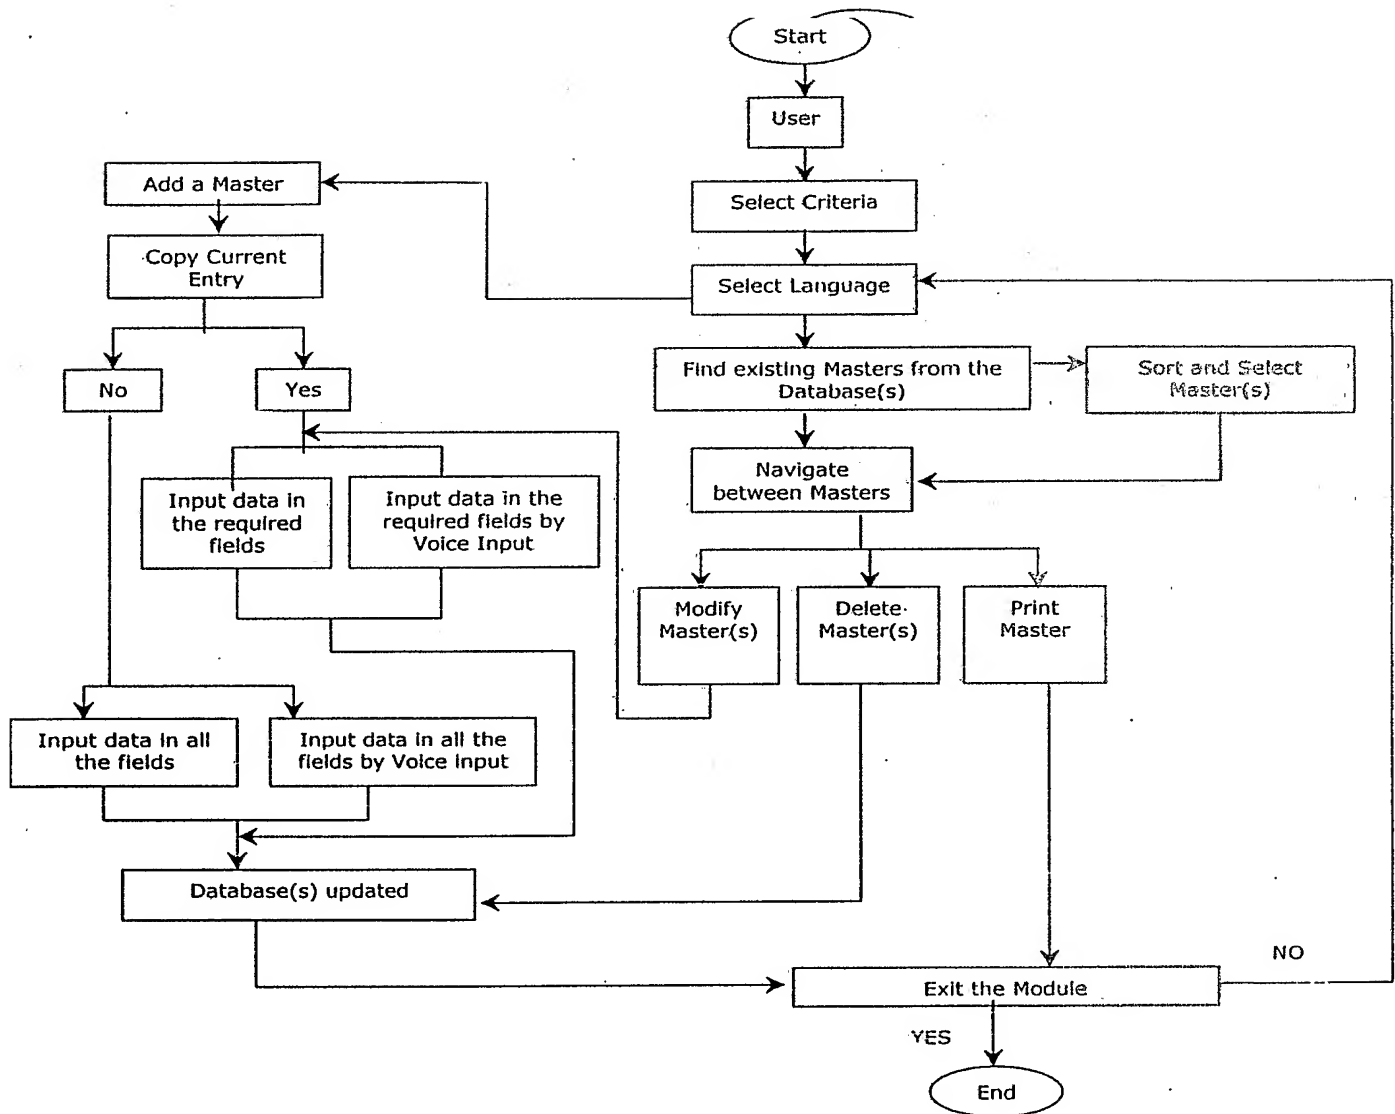 Start
User
Add a Master
Select Criteria
Copy Current
Entry
Select Language
Find existing Masters from the
Database(s)
Sort and Select
Master(s)
No
Yes
Navigate
between Masters
Input data in
the required
fields
Input data in the
required fields by
Voice Input
Modify
Master(s)
Delete
Master(s)
Print
Master
Input data in all
the fields
Input data in all the
fields by Voice input
Database(s) updated
NO
Exit the Module
YES
End